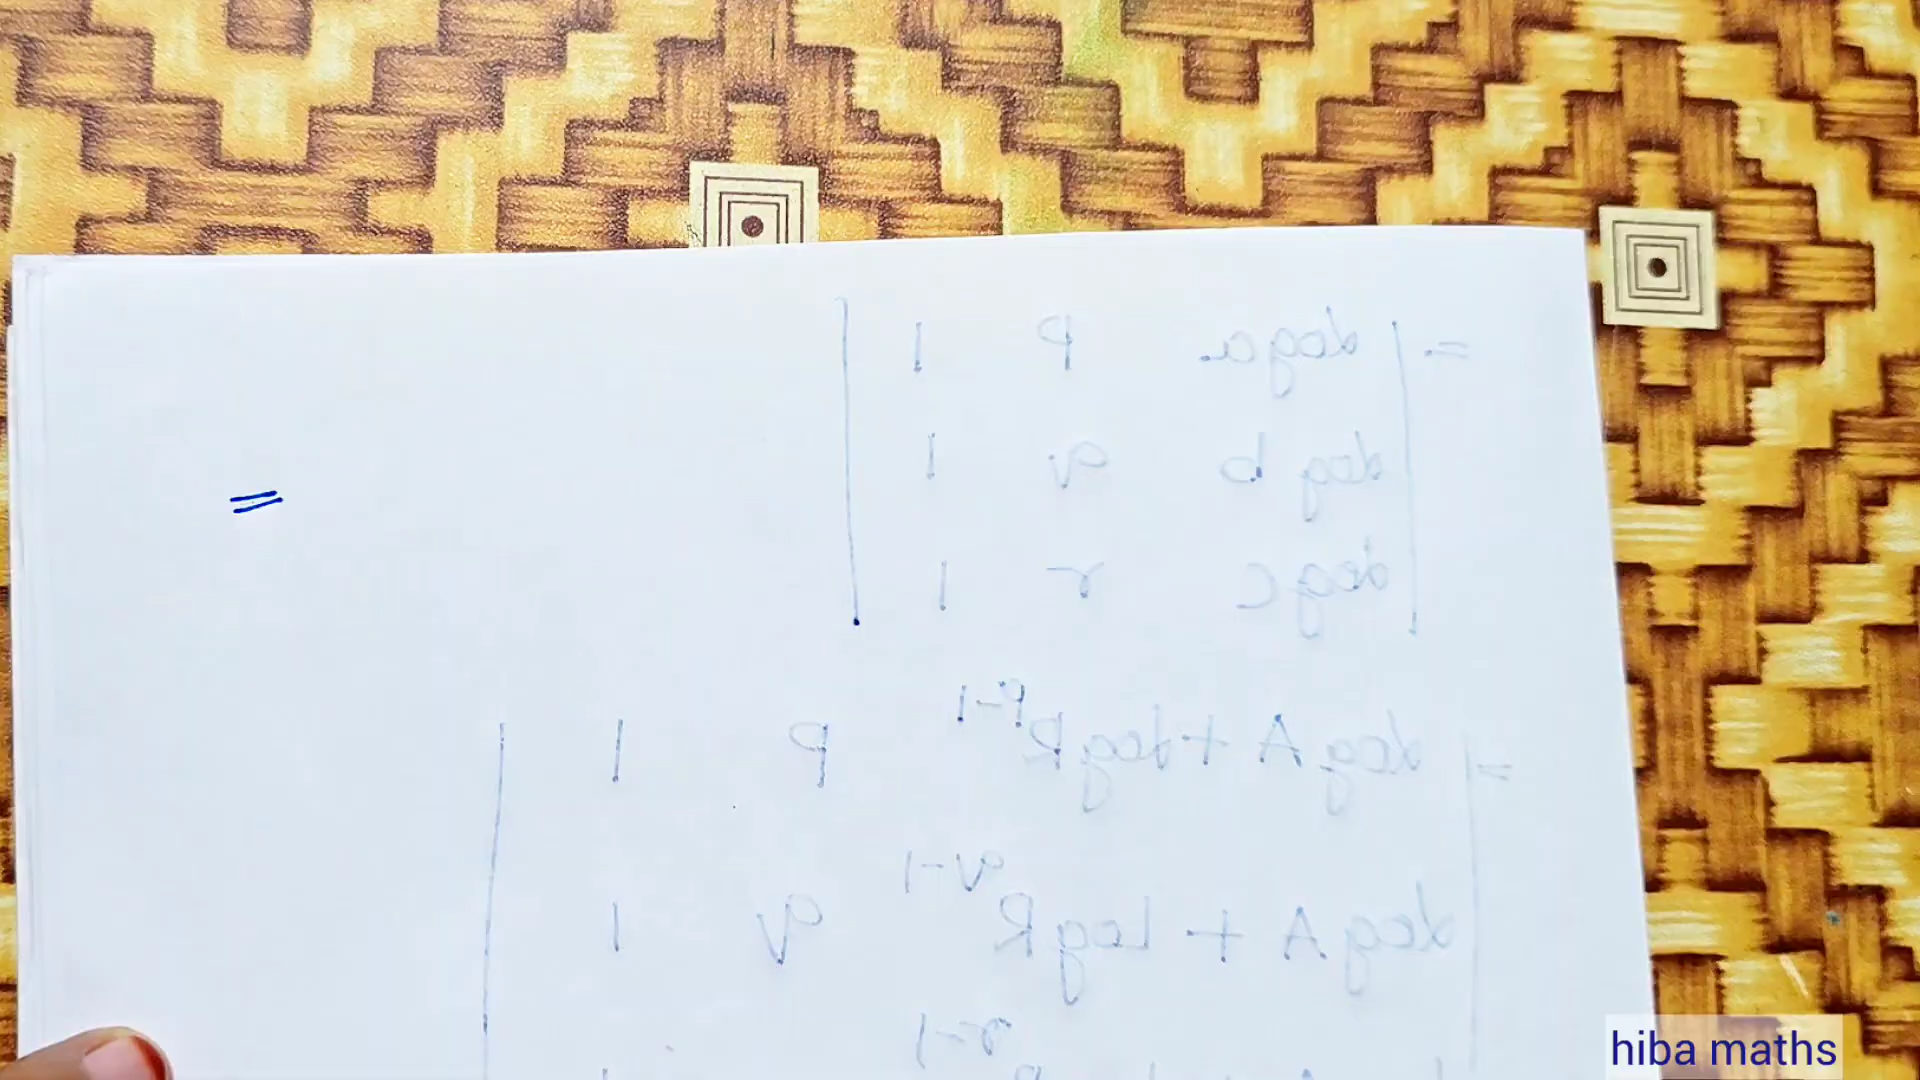 =
= | log a P 1 |
| log b q 1 |
| log c r 1 |
= | log A + log R^{P-1} P 1 |
| log A + log R^{q-1} q 1 |
r-1
hiba maths